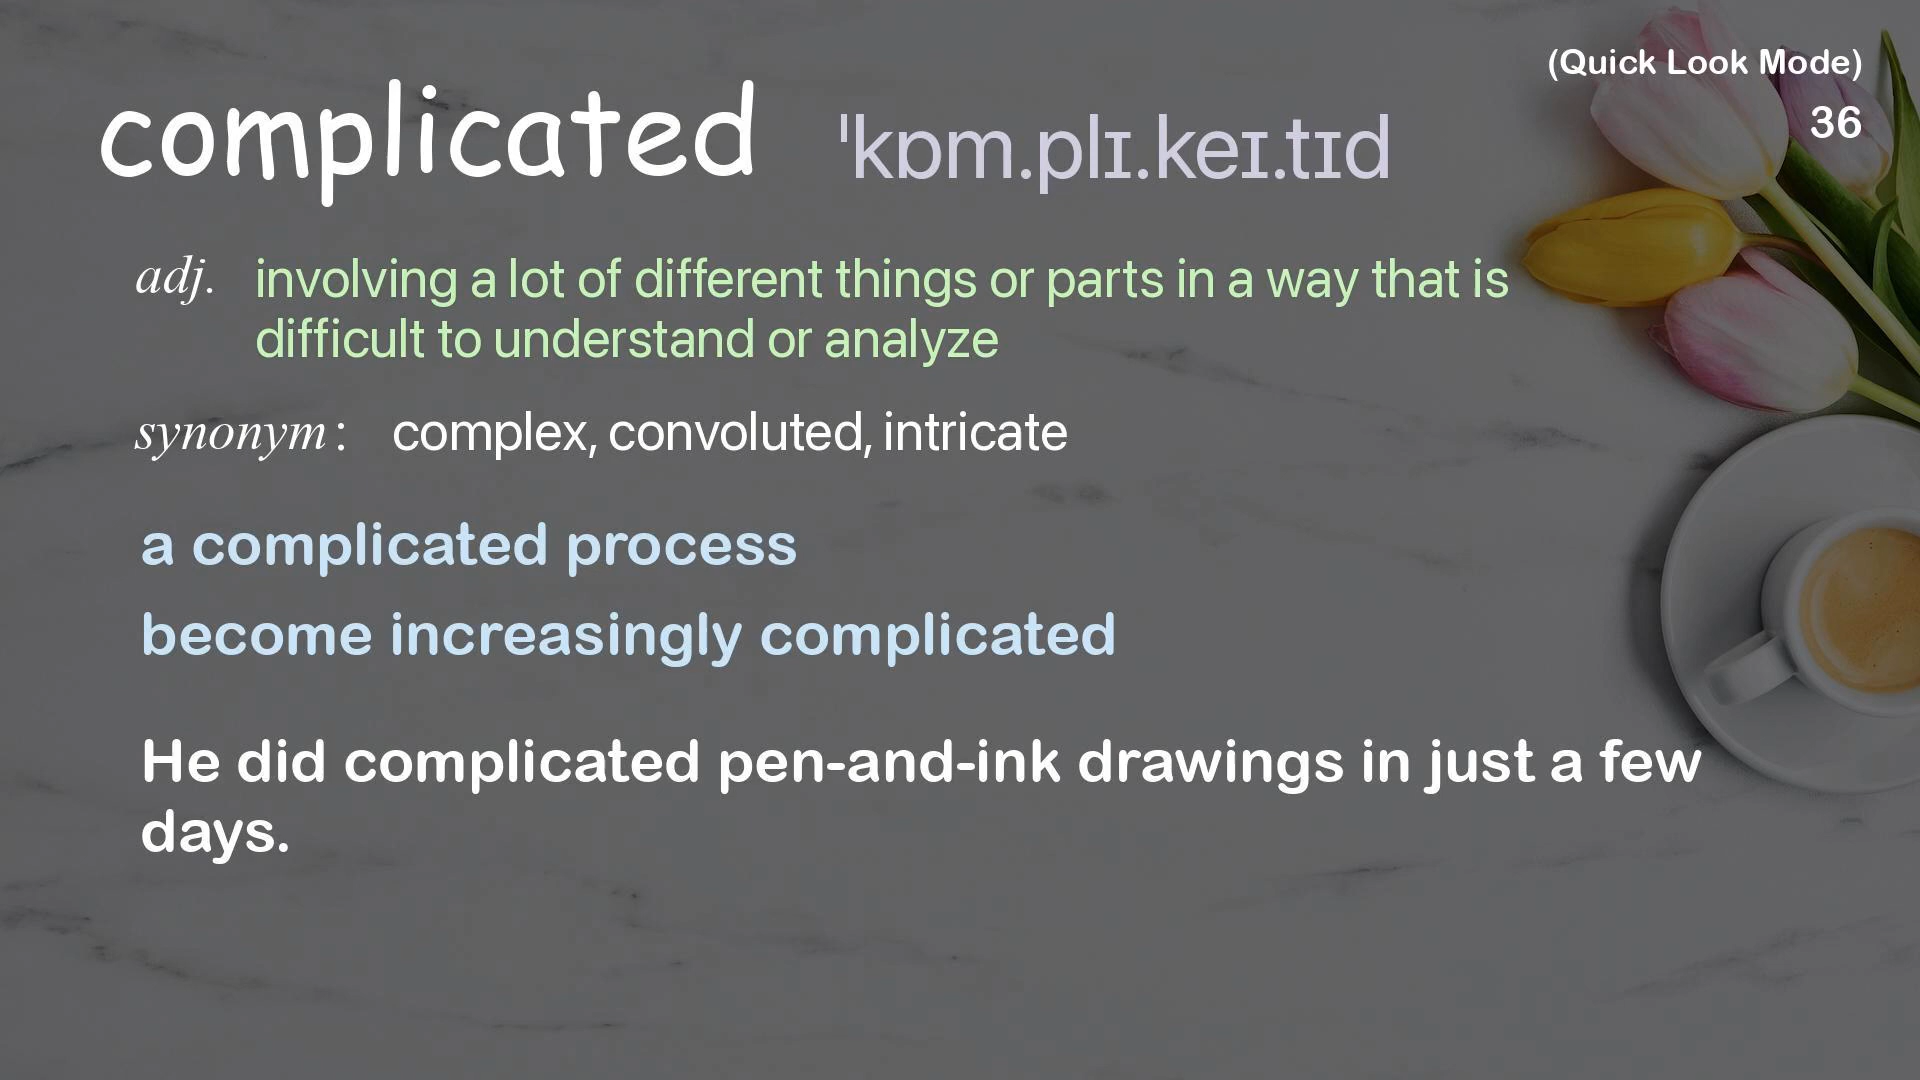 (Quick Look Mode)
36
complicated ˈkɒm.plɪ.keɪ.tɪd
adj. involving a lot of different things or parts in a way that is
difficult to understand or analyze
synonym: complex, convoluted, intricate
a complicated process
become increasingly complicated
He did complicated pen-and-ink drawings in just a few
days.